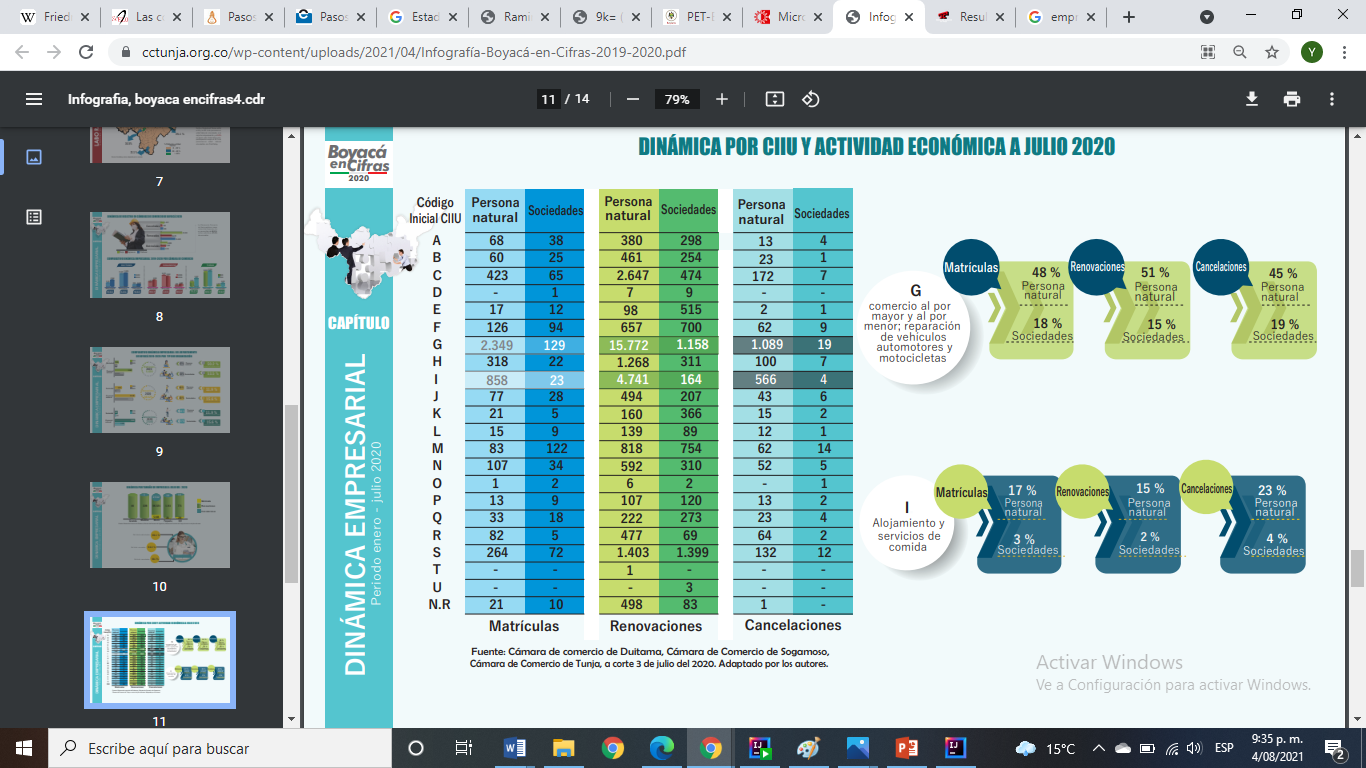 Fried
Las c
Pasos
Pasos
Estad
Rami
9k= (
PET-P
Micro
Infog
Resul
empr
cctunja.org.co/wp-content/uploads/2021/04/Infografía-Boyacá-en-Cifras-2019-2020.pdf
Y
Infografia, boyaca encifras4.cdr
11 / 14
79%
7
8
9
10
11
Boyacá
enCifras
2020
CAPÍTULO
DINÁMICA EMPRESARIAL
Periodo enero - julio 2020
DINÁMICA POR CIIU Y ACTIVIDAD ECONÓMICA A JULIO 2020
Código Inicial CIIU Persona natural Sociedades Persona natural Sociedades Persona natural Sociedades
A 68 38 380 298 13 4
B 60 25 461 254 23 1
C 423 65 2.647 474 172 7
D - 1 7 9 - -
E 17 12 98 515 2 1
F 126 94 657 700 62 9
G 2.349 129 15.772 1.158 1.089 19
H 318 22 1.268 311 100 7
I 858 23 4.741 164 566 4
J 77 28 494 207 43 6
K 21 5 160 366 15 2
L 15 9 139 89 12 1
M 83 122 818 754 62 14
N 107 34 592 310 52 5
O 1 2 6 2 - 1
P 13 9 107 120 13 2
Q 33 18 222 273 23 4
R 82 5 477 69 64 2
S 264 72 1.403 1.399 132 12
T - - 1 - - -
U - - - 3 - -
N.R 21 10 498 83 1 -
Matrículas Renovaciones Cancelaciones
Fuente: Cámara de comercio de Duitama, Cámara de Comercio de Sogamoso,
Cámara de Comercio de Tunja, a corte 3 de julio del 2020. Adaptado por los autores.
G
comercio al por
mayor y al por
menor; reparación
de vehículos
automotores y
motocicletas
Matrículas
48 %
Persona
natural
18 %
Sociedades
Renovaciones
51 %
Persona
natural
15 %
Sociedades
Cancelaciones
45 %
Persona
natural
19 %
Sociedades
I
Alojamiento y
servicios de
comida
Matrículas
17 %
Persona
natural
3 %
Sociedades
Renovaciones
15 %
Persona
natural
2 %
Sociedades
Cancelaciones
23 %
Persona
natural
4 %
Sociedades
Activar Windows
Ve a Configuración para activar Windows.
Escribe aquí para buscar
15°C
ESP
9:35 p. m.
4/08/2021
2